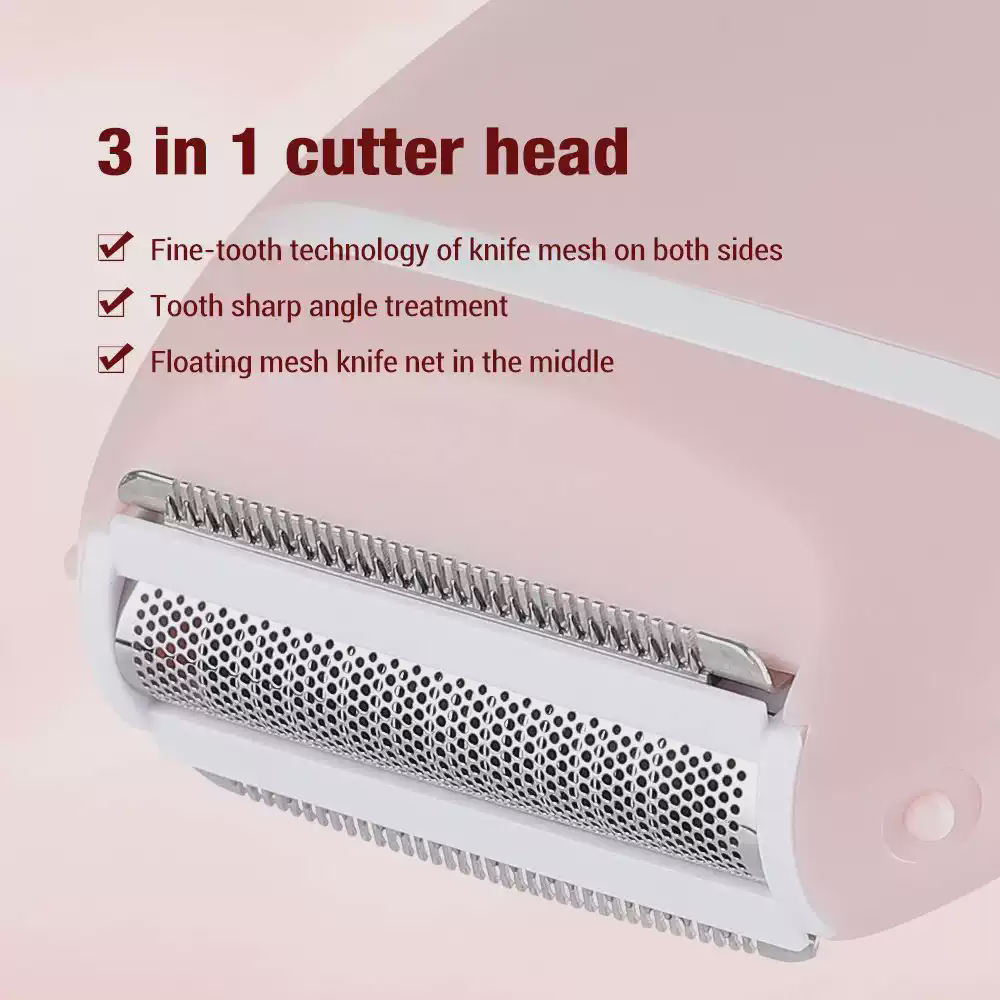 3 in 1 cutter head
Fine-tooth technology of knife mesh on both sides
Tooth sharp angle treatment
Floating mesh knife net in the middle